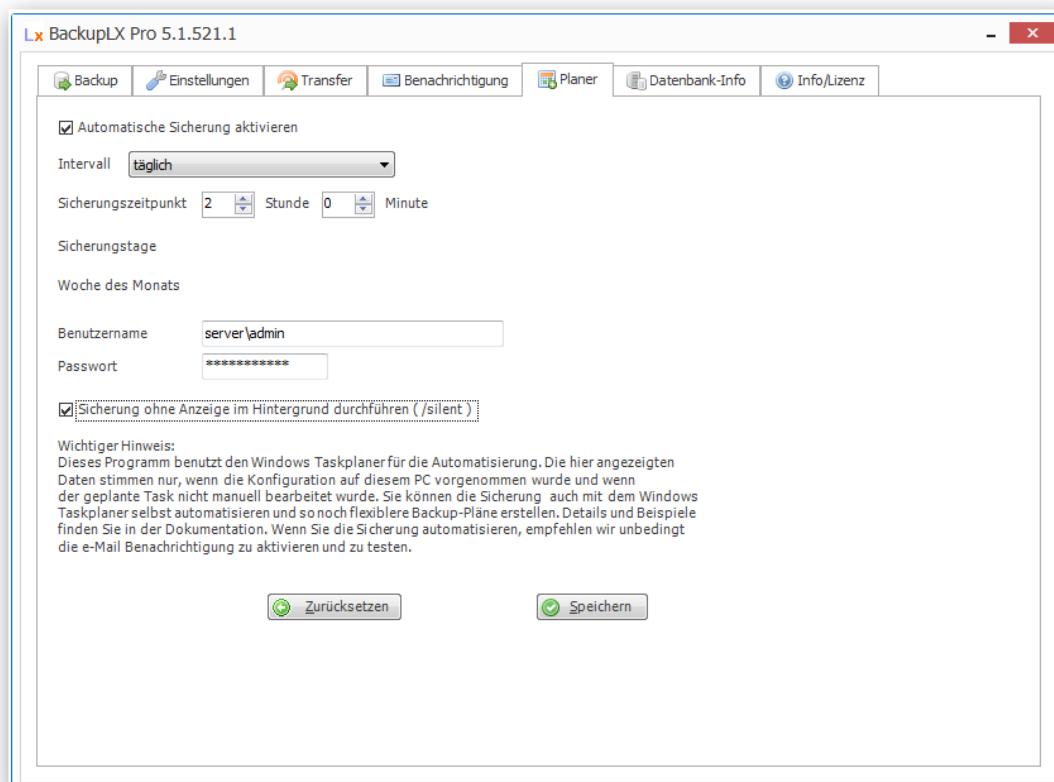 Lx BackupLX Pro 5.1.521.1
Backup Einstellungen Transfer Benachrichtigung Planer Datenbank-Info Info/Lizenz
Automatische Sicherung aktivieren
Intervall täglich
Sicherungszeitpunkt 2 Stunde 0 Minute
Sicherungstage
Woche des Monats
Benutzername server\admin
Passwort ***********
Sicherung ohne Anzeige im Hintergrund durchführen ( /silent )
Wichtiger Hinweis:
Dieses Programm benutzt den Windows Taskplaner für die Automatisierung. Die hier angezeigten
Daten stimmen nur, wenn die Konfiguration auf diesem PC vorgenommen wurde und wenn
der geplante Task nicht manuell bearbeitet wurde. Sie können die Sicherung auch mit dem Windows
Taskplaner selbst automatisieren und so noch flexiblere Backup-Pläne erstellen. Details und Beispiele
finden Sie in der Dokumentation. Wenn Sie die Sicherung automatisieren, empfehlen wir unbedingt
die e-Mail Benachrichtigung zu aktivieren und zu testen.
Zurücksetzen Speichern